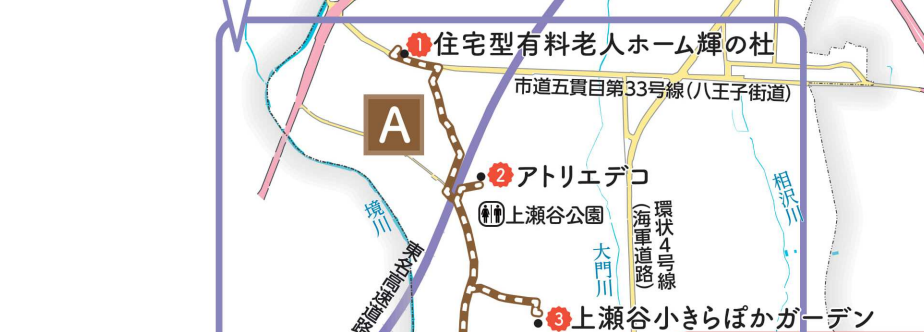 1 住宅型有料老人ホーム輝の杜
市道五貫目第33号線(八王子街道)
A
2 アトリエデコ
上瀬谷公園
境川
東名高速道路
大門川
環状4号線
(海軍道路)
相沢川
3 上瀬谷小きらぽかガーデン